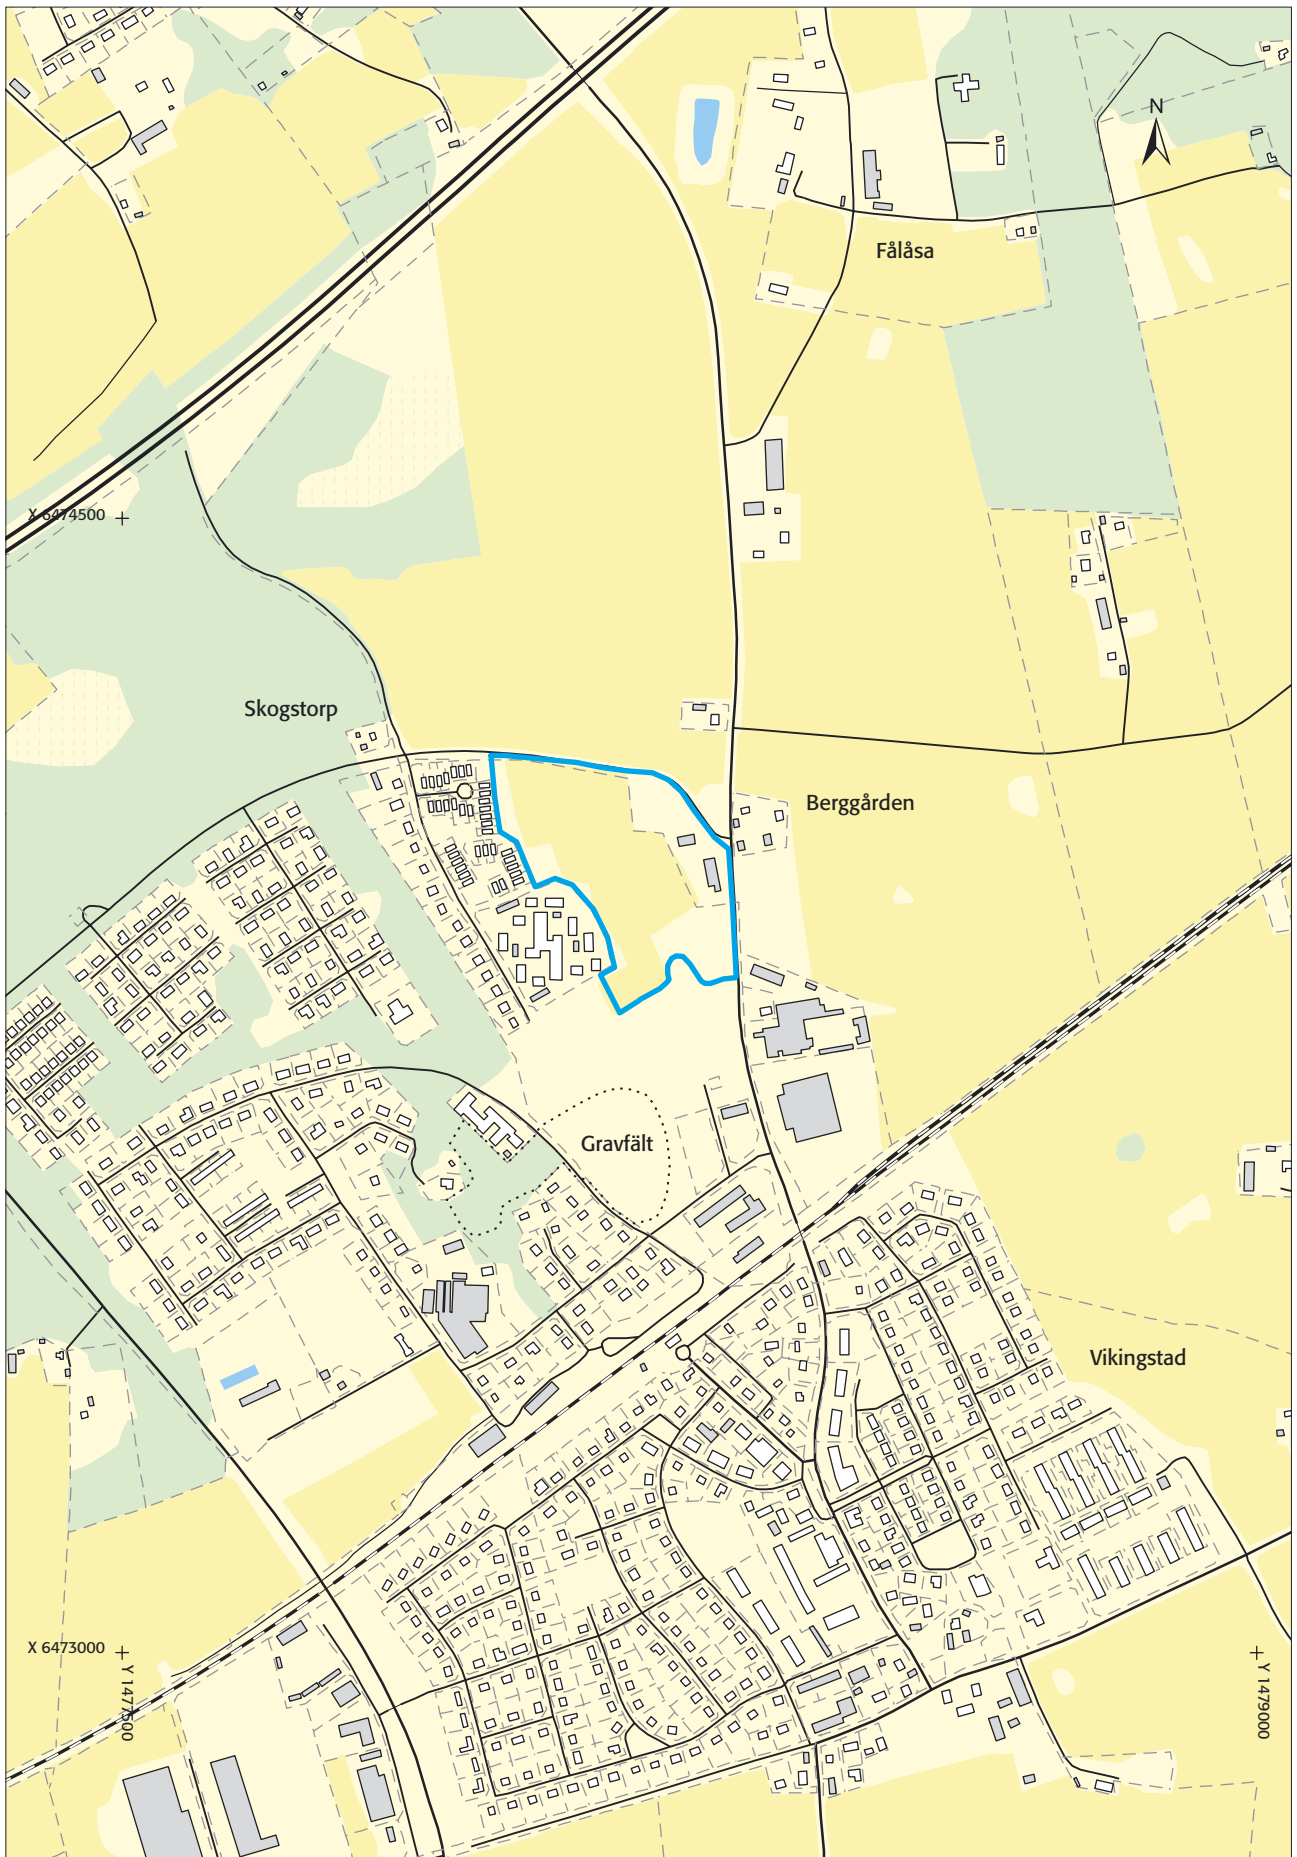 N
Fålåsa
X 6474500
Skogstorp
Berggården
Gravfält
Vikingstad
X 6473000
Y 1477500
Y 1479000